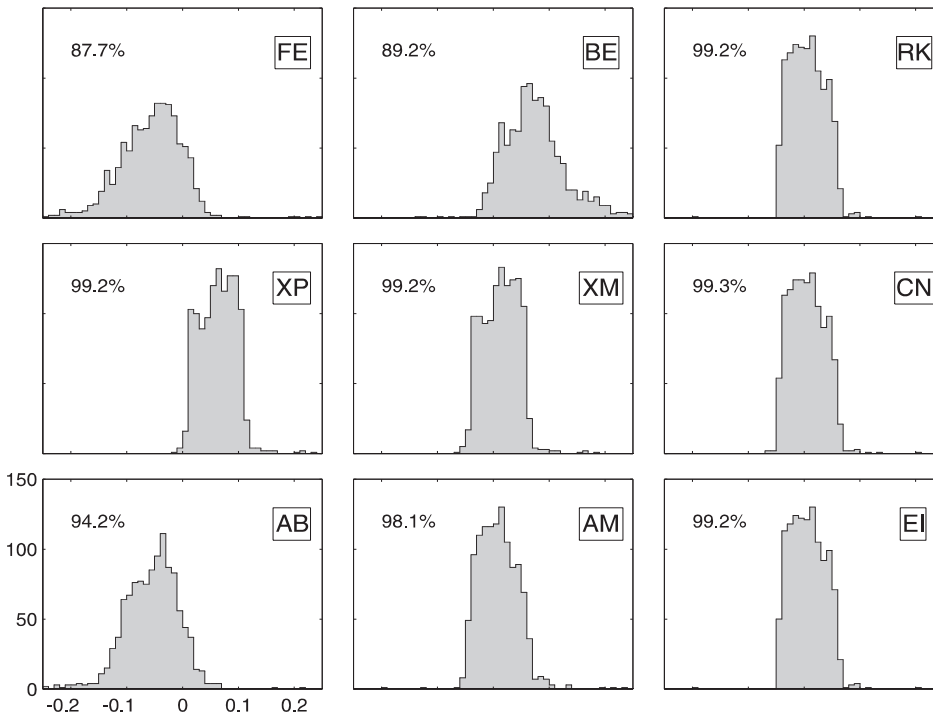 87.7% FE
89.2% BE
99.2% RK
99.2% XP
99.2% XM
99.3% CN
150
100
50
0
94.2% AB
98.1% AM
99.2% EI
-0.2 -0.1 0 0.1 0.2